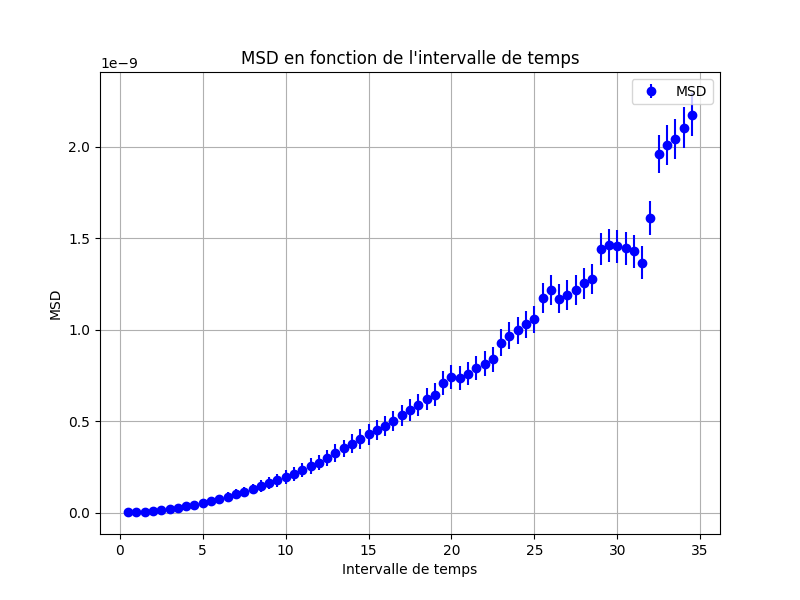 MSD en fonction de l'intervalle de temps
1e−9
MSD
2.0
1.5
1.0
0.5
0.0
MSD
0 5 10 15 20 25 30 35
Intervalle de temps